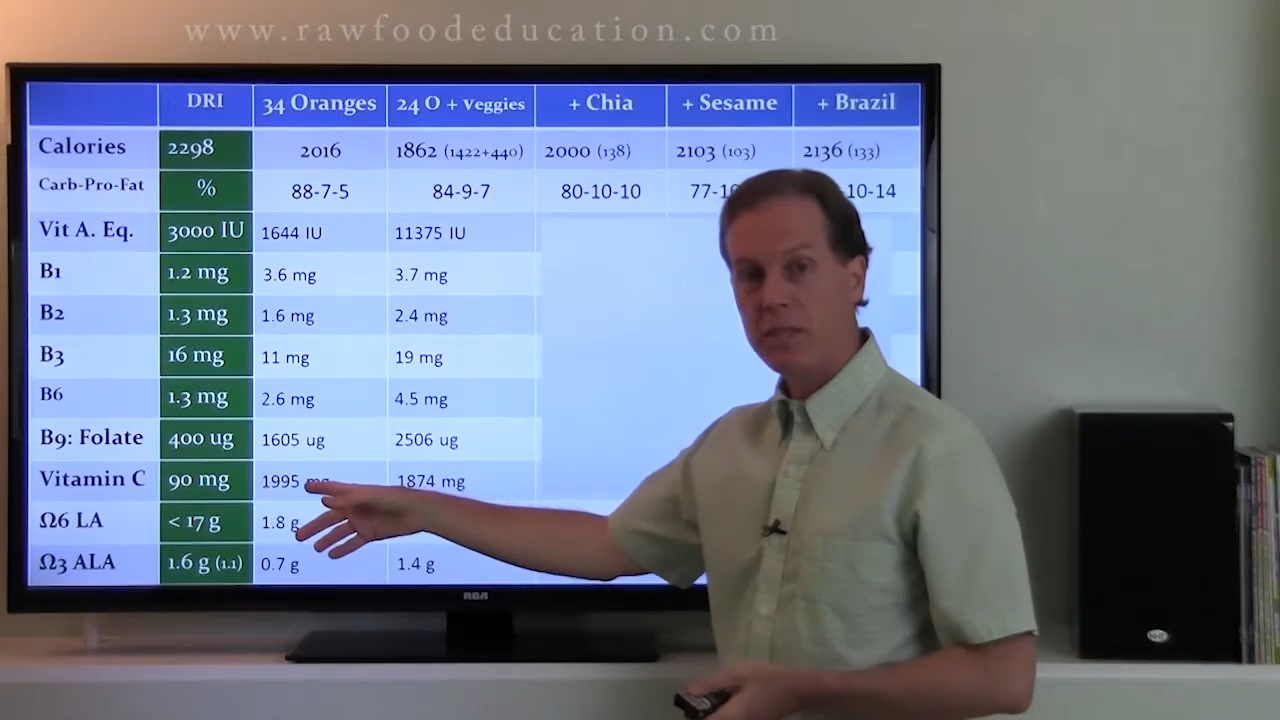 www.rawfoodeducation.com
DRI 34 Oranges 24 O + Veggies + Chia + Sesame + Brazil
Calories 2298 2016 1862 (1422+440) 2000 (138) 2103 (103) 2136 (133)
Carb-Pro-Fat % 88-7-5 84-9-7 80-10-10
Vit A. Eq. 3000 IU 1644 IU 11375 IU
B1 1.2 mg 3.6 mg 3.7 mg
B2 1.3 mg 1.6 mg 2.4 mg
B3 16 mg 11 mg 19 mg
B6 1.3 mg 2.6 mg 4.5 mg
B9: Folate 400 ug 1605 ug 2506 ug
Vitamin C 90 mg 1995 mg 1874 mg
Ω6 LA < 17 g 1.8 g
Ω3 ALA 1.6 g (1.1) 0.7 g 1.4 g
RCA